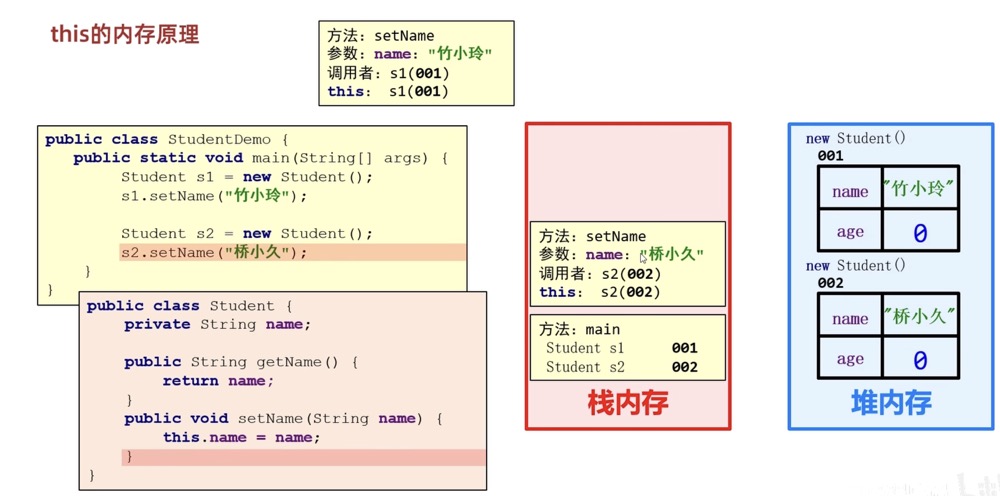 this的内存原理
方法：setName
参数：name："竹小玲"
调用者：s1(001)
this： s1(001)
public class StudentDemo {
public static void main(String[] args) {
Student s1 = new Student();
s1.setName("竹小玲");
Student s2 = new Student();
s2.setName("桥小久");
}
}
public class Student {
private String name;
public String getName() {
return name;
}
public void setName(String name) {
this.name = name;
}
}
方法：setName
参数：name："桥小久"
调用者：s2(002)
this： s2(002)
方法：main
Student s1 001
Student s2 002
栈内存
new Student()
001
name "竹小玲"
age 0
new Student()
002
name "桥小久"
age 0
堆内存